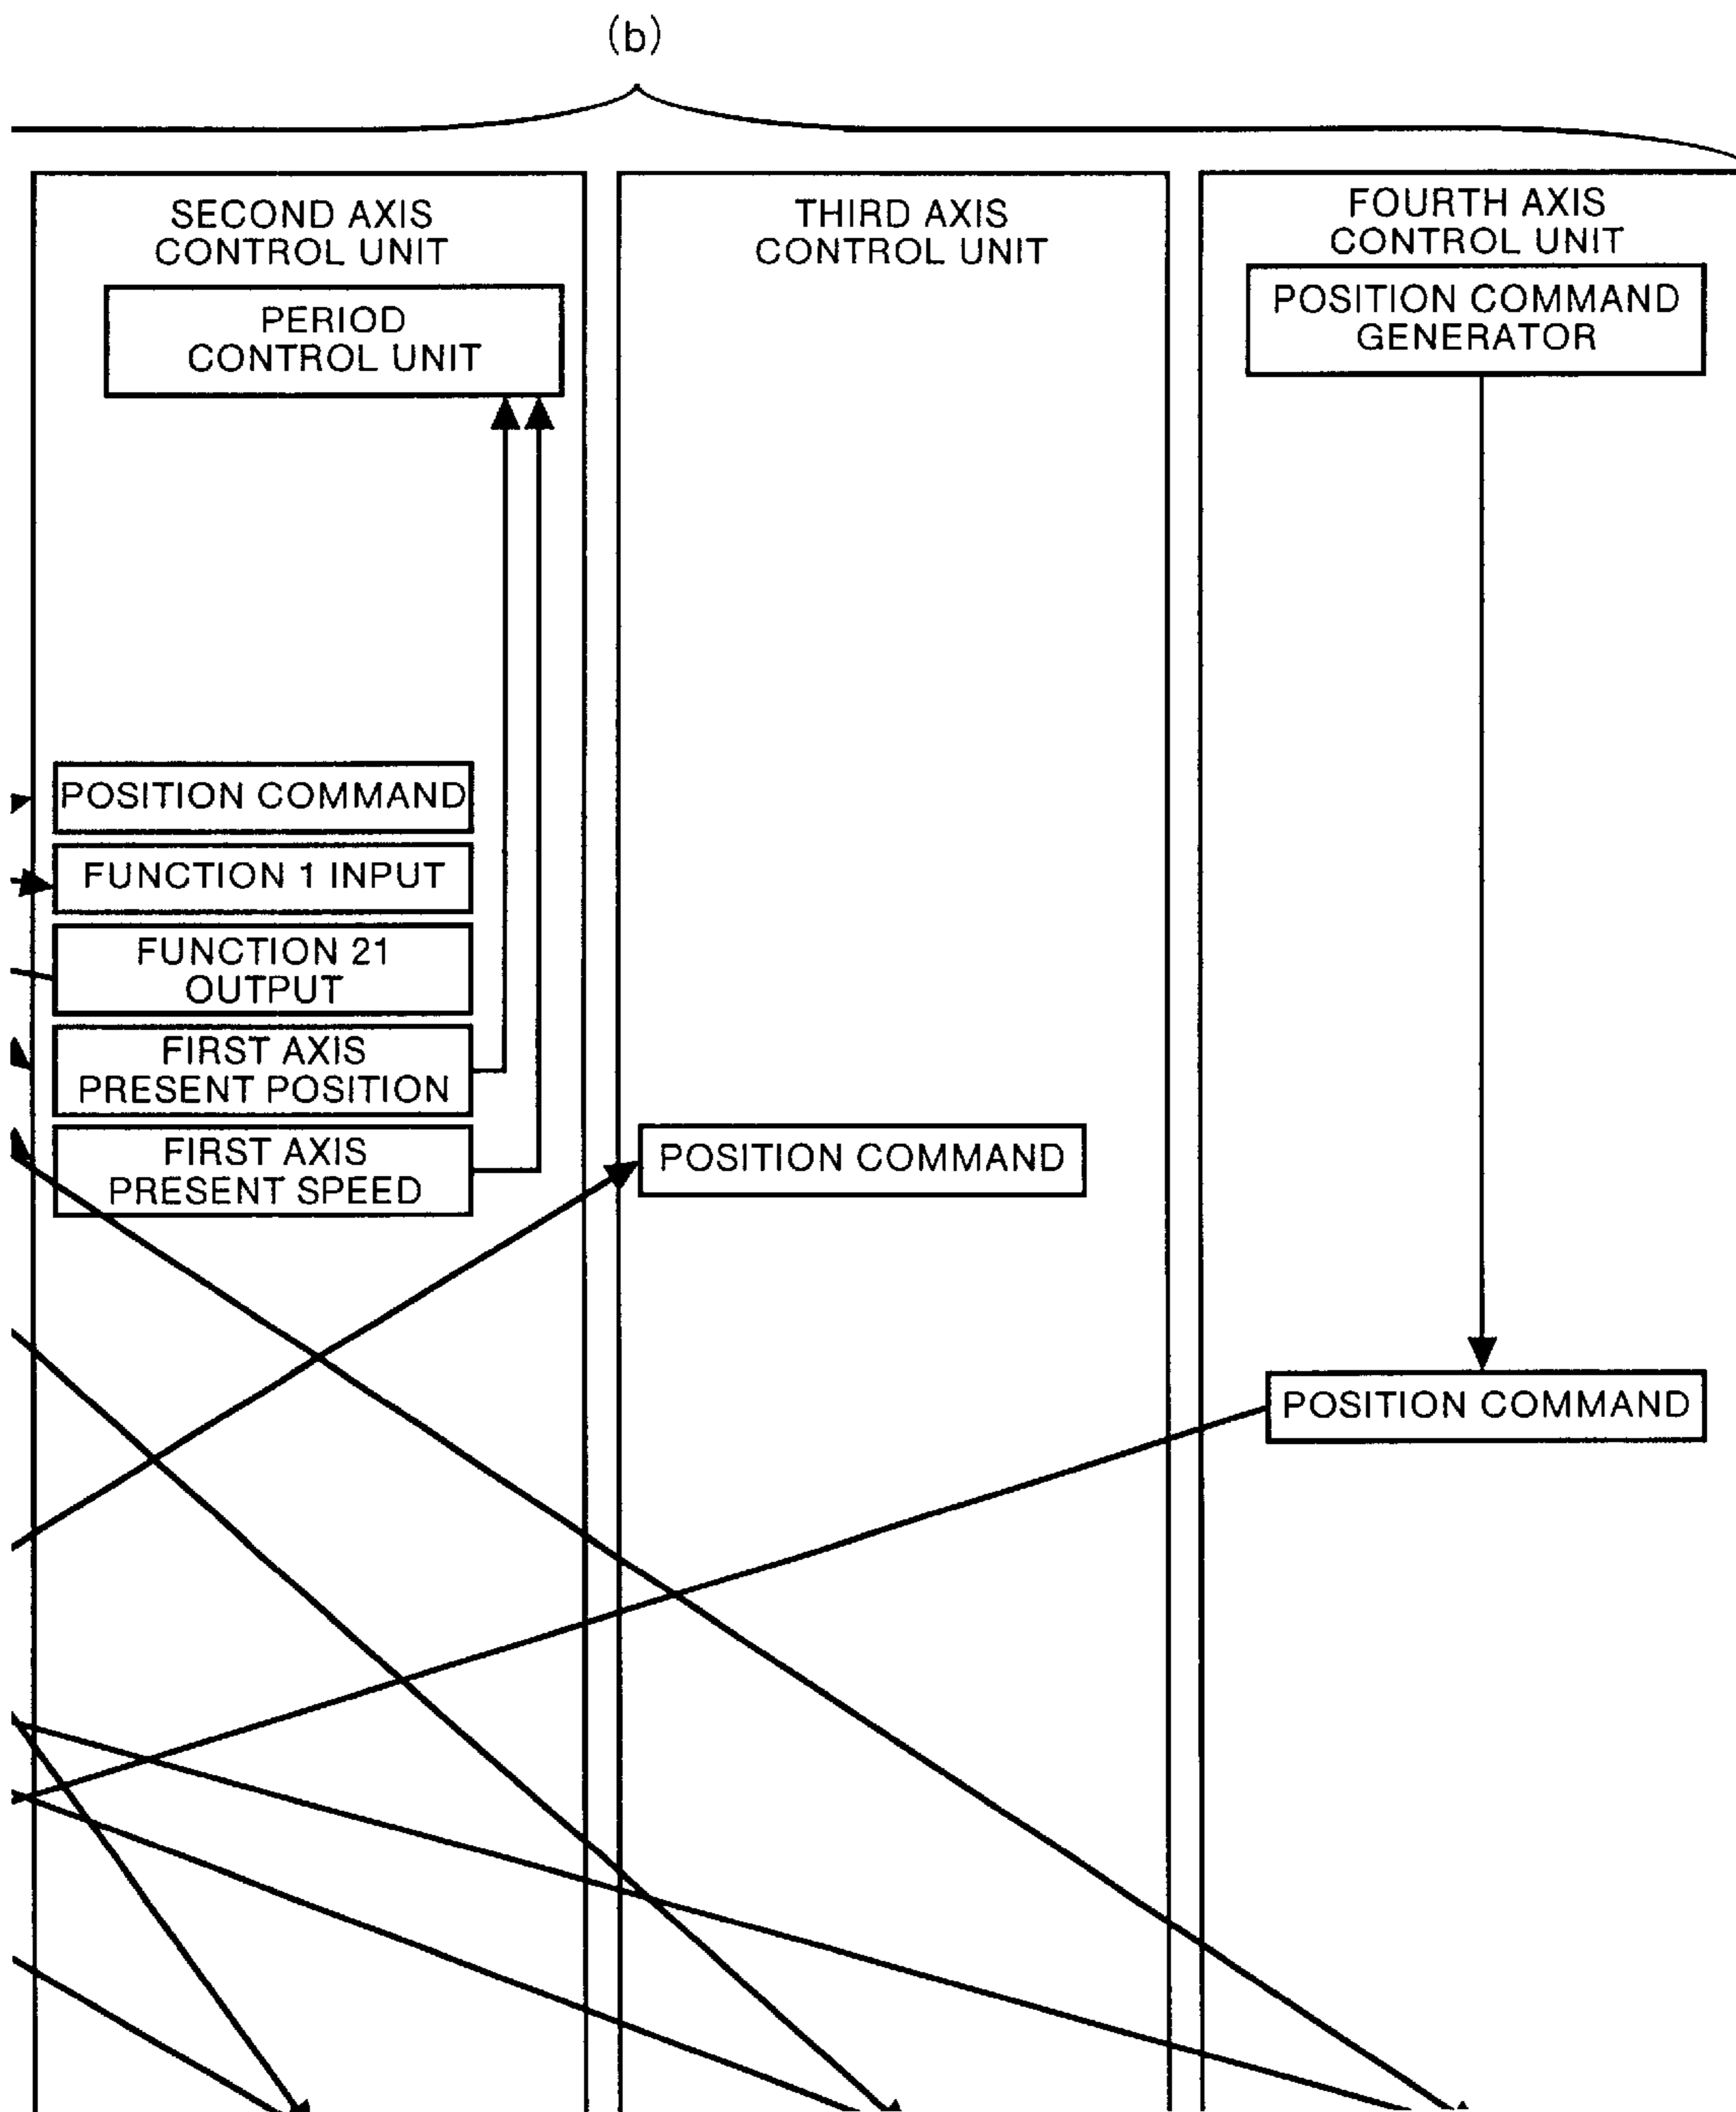 (b)
SECOND AXIS
CONTROL UNIT
PERIOD
CONTROL UNIT
POSITION COMMAND
FUNCTION 1 INPUT
FUNCTION 21
OUTPUT
FIRST AXIS
PRESENT POSITION
FIRST AXIS
PRESENT SPEED
THIRD AXIS
CONTROL UNIT
POSITION COMMAND
FOURTH AXIS
CONTROL UNIT
POSITION COMMAND
GENERATOR
POSITION COMMAND